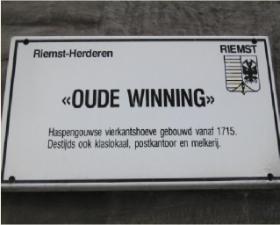 Riemst-Herderen
RIEMST
«OUDE WINNING»
Haspengouwse vierkantshoeve gebouwd vanaf 1715.
Destijds ook klaslokaal, postkantoor en melkerij.